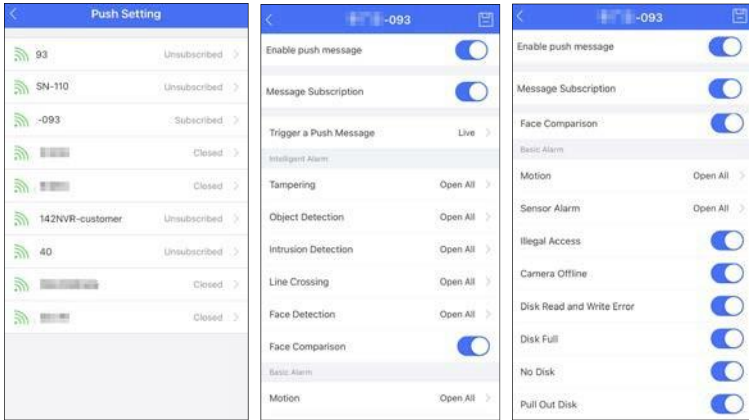 Push Setting
93 Unsubscribed
SN-110 Unsubscribed
-093 Subscribed
Closed
Closed
142NVR-customer Unsubscribed
40 Unsubscribed
Closed
Closed
-093
Enable push message
Message Subscription
Trigger a Push Message Live
Intelligent Alarm
Tampering Open All
Object Detection Open All
Intrusion Detection Open All
Line Crossing Open All
Face Detection Open All
Face Comparison
Basic Alarm
Motion Open All
-093
Enable push message
Message Subscription
Face Comparison
Basic Alarm
Motion Open All
Sensor Alarm Open All
Illegal Access
Camera Offline
Disk Read and Write Error
Disk Full
No Disk
Pull Out Disk